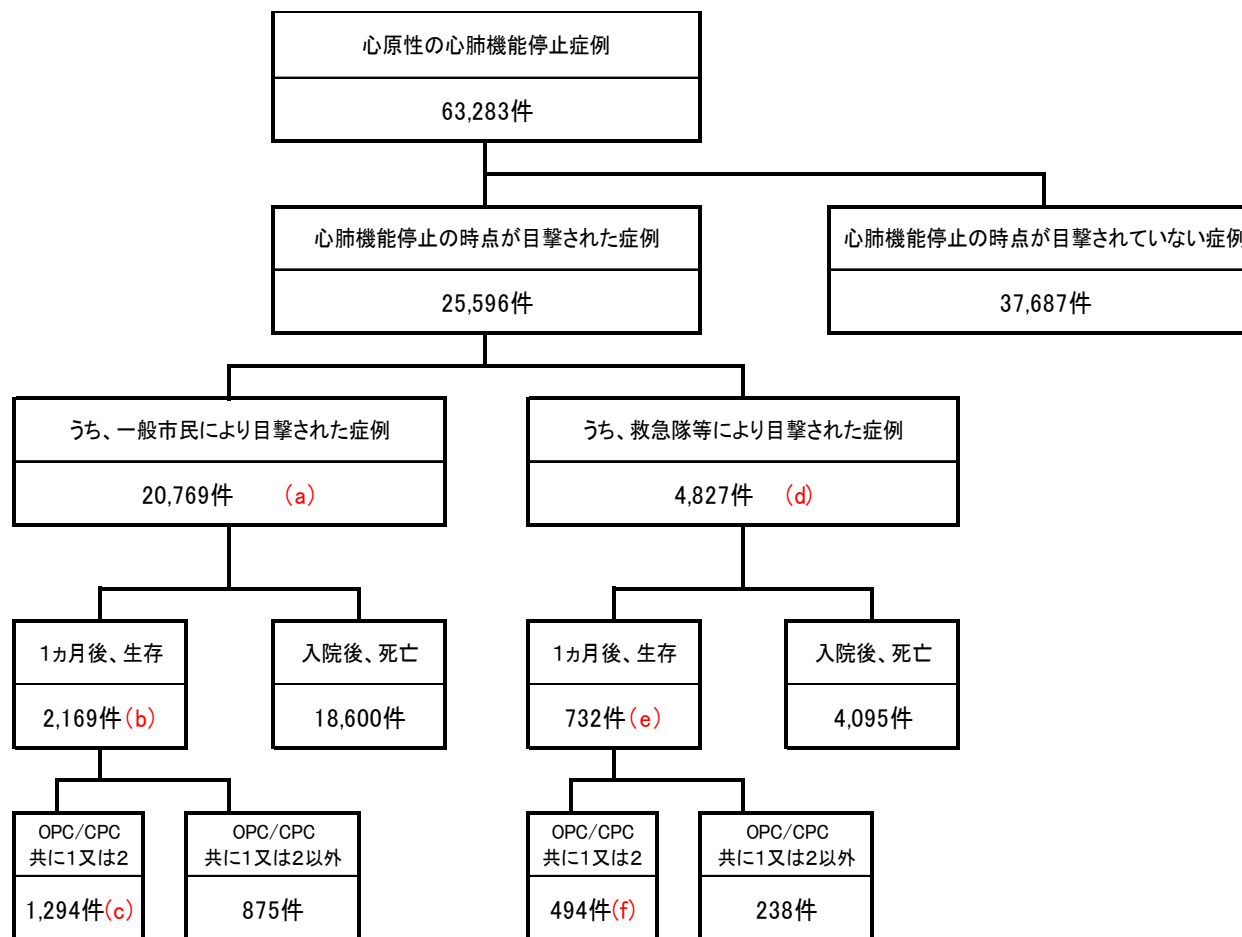 心原性の心肺機能停止症例
63,283件
心肺機能停止の時点が目撃された症例
25,596件
心肺機能停止の時点が目撃されていない症例
37,687件
うち、一般市民により目撃された症例
20,769件 (a)
うち、救急隊等により目撃された症例
4,827件 (d)
1ヵ月後、生存
2,169件(b)
入院後、死亡
18,600件
1ヵ月後、生存
732件(e)
入院後、死亡
4,095件
OPC/CPC
共に1又は2
1,294件(c)
OPC/CPC
共に1又は2以外
875件
OPC/CPC
共に1又は2
494件(f)
OPC/CPC
共に1又は2以外
238件